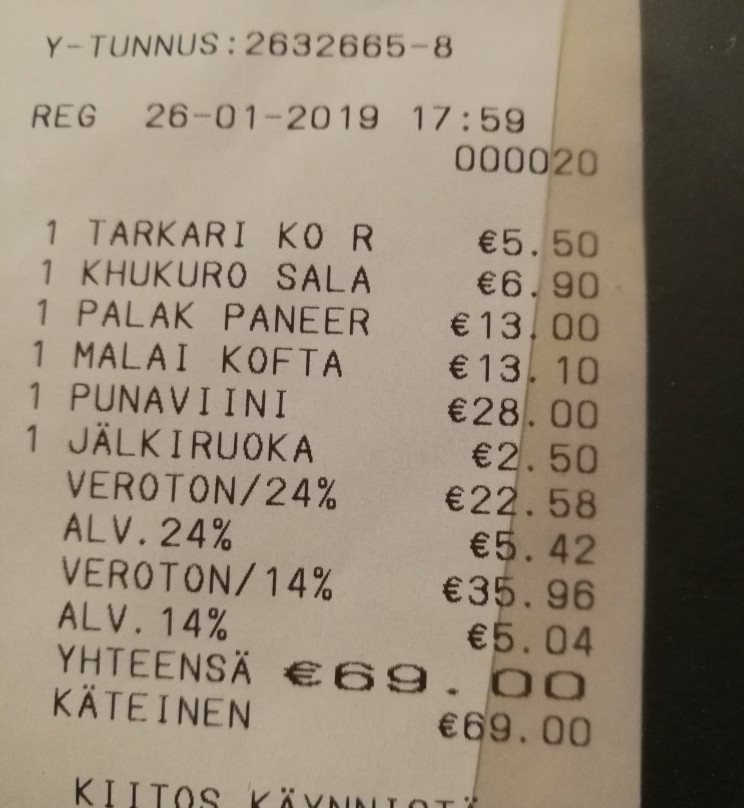 Y-TUNNUS:2632665-8
REG 26-01-2019 17:59
000020
1 TARKARI KO R €5.50
1 KHUKURO SALA €6.90
1 PALAK PANEER €13.00
1 MALAI KOFTA €13.10
1 PUNAVIINI €28.00
1 JÄLKIRUOKA €2.50
VEROTON/24% €22.58
ALV.24% €5.42
VEROTON/14% €35.96
ALV.14% €5.04
YHTEENSÄ €69.00
KÄTEINEN €69.00
KIITOS KÄYNNISTÄ